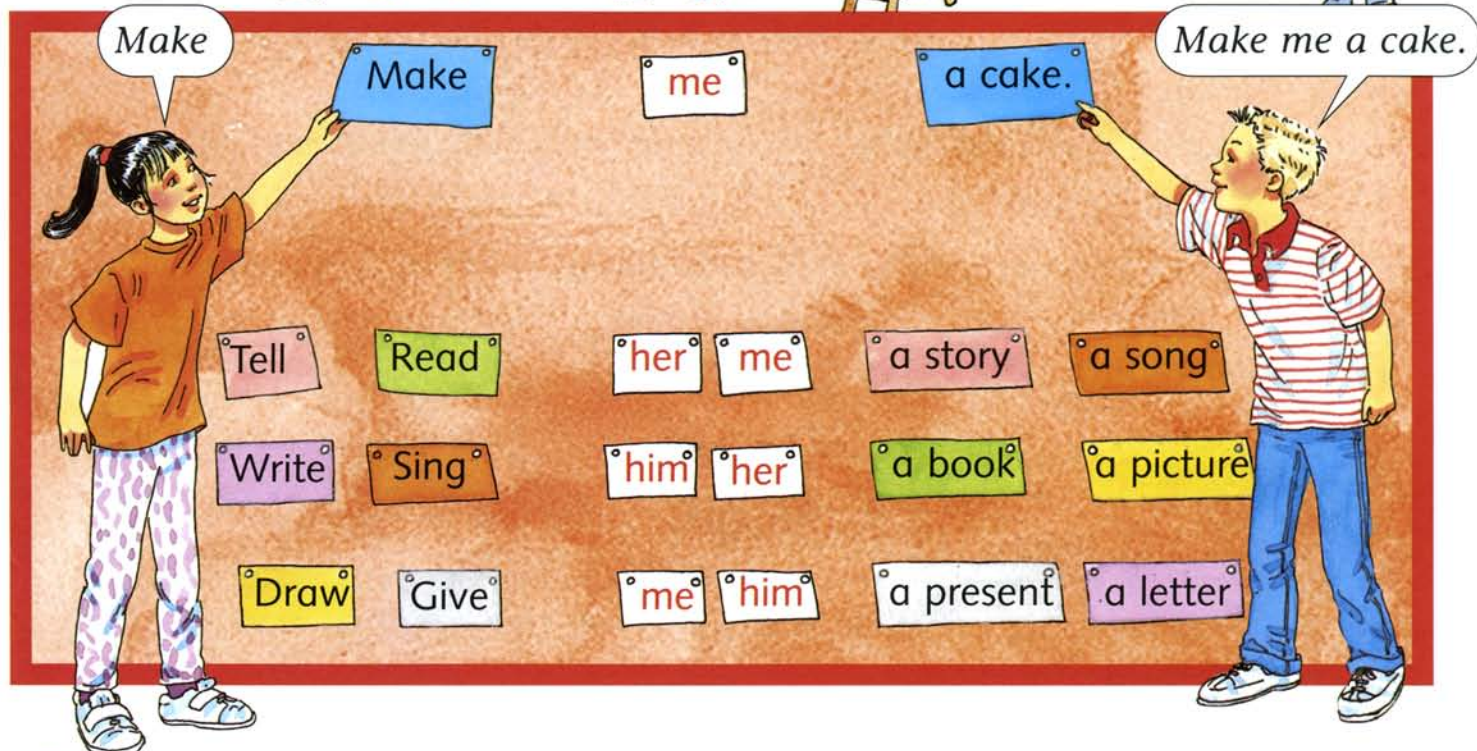 Make
Make me a cake.
Make me a cake.
Tell Read her me a story a song
Write Sing him her a book a picture
Draw Give me him a present a letter